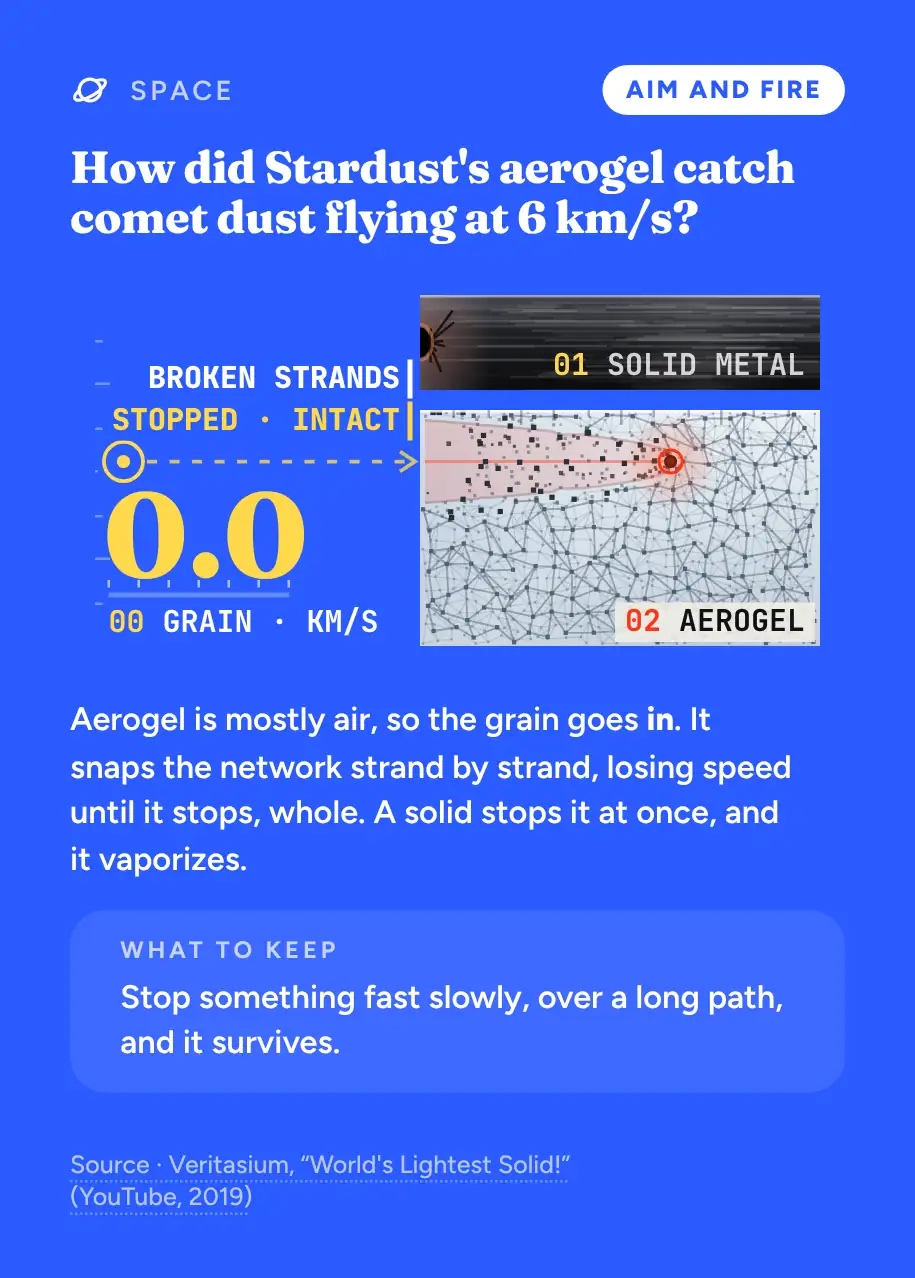 SPACE
AIM AND FIRE
How did Stardust's aerogel catch
comet dust flying at 6 km/s?
01 SOLID METAL
BROKEN STRANDS
STOPPED · INTACT
0.0
00 GRAIN · KM/S
02 AEROGEL
Aerogel is mostly air, so the grain goes in. It
snaps the network strand by strand, losing speed
until it stops, whole. A solid stops it at once, and
it vaporizes.
WHAT TO KEEP
Stop something fast slowly, over a long path,
and it survives.
Source · Veritasium, “World's Lightest Solid!”
(YouTube, 2019)